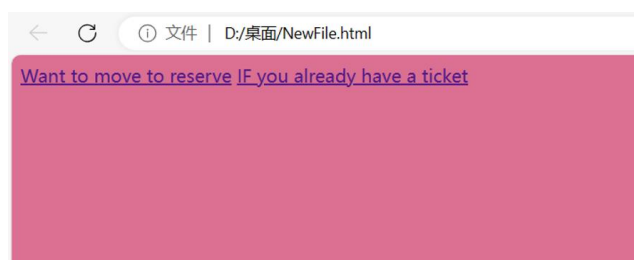 文件 | D:/桌面/NewFile.html
Want to move to reserve IF you already have a ticket